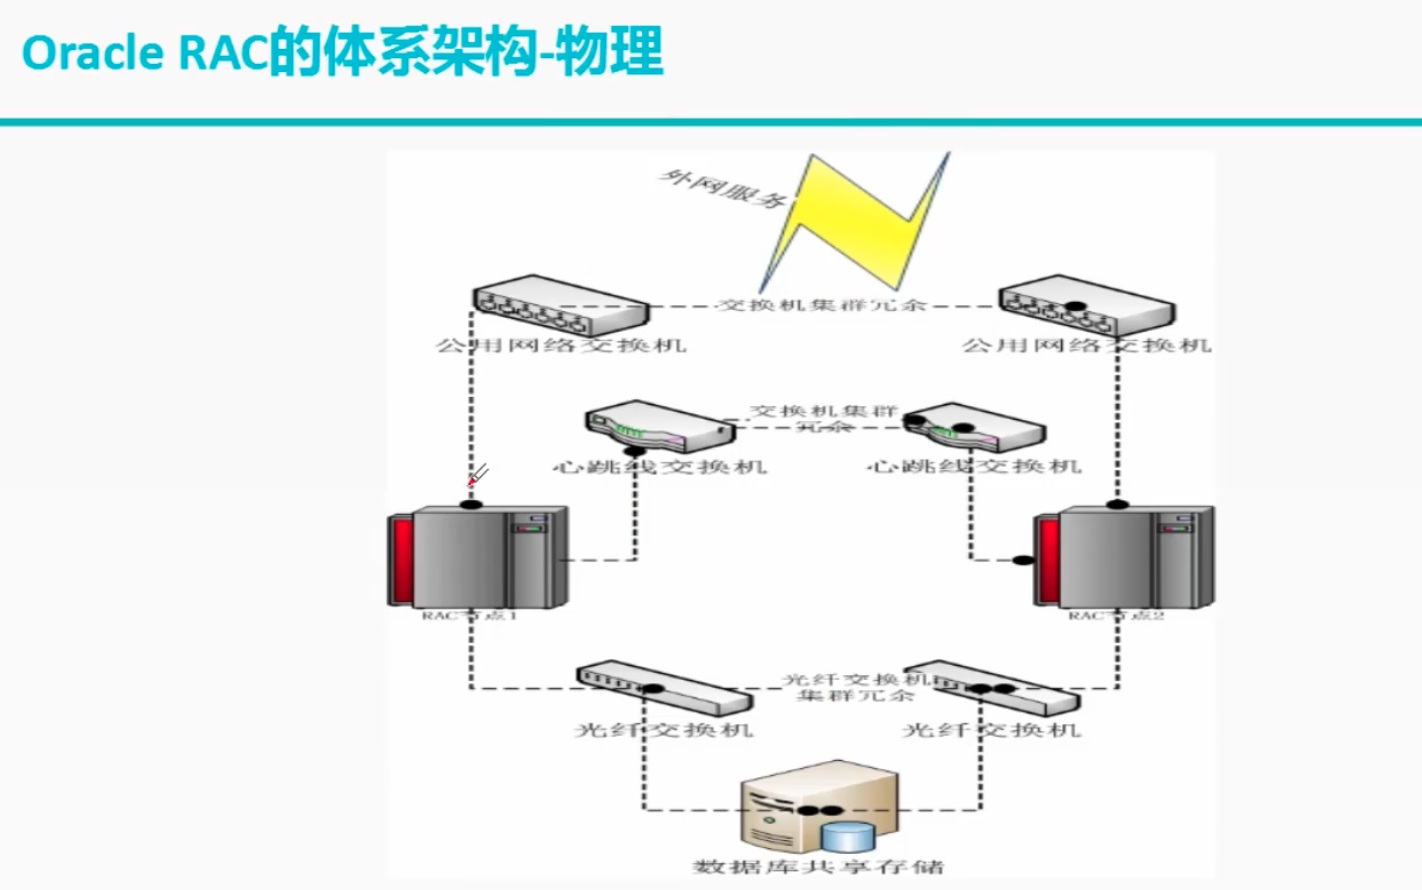 Oracle RAC的体系架构-物理
外网服务
交换机集群冗余
公用网络交换机
公用网络交换机
交换机集群
冗余
心跳线交换机
心跳线交换机
RAC节点1
RAC节点2
光纤交换机
集群冗余
光纤交换机
光纤交换机
数据库共享存储